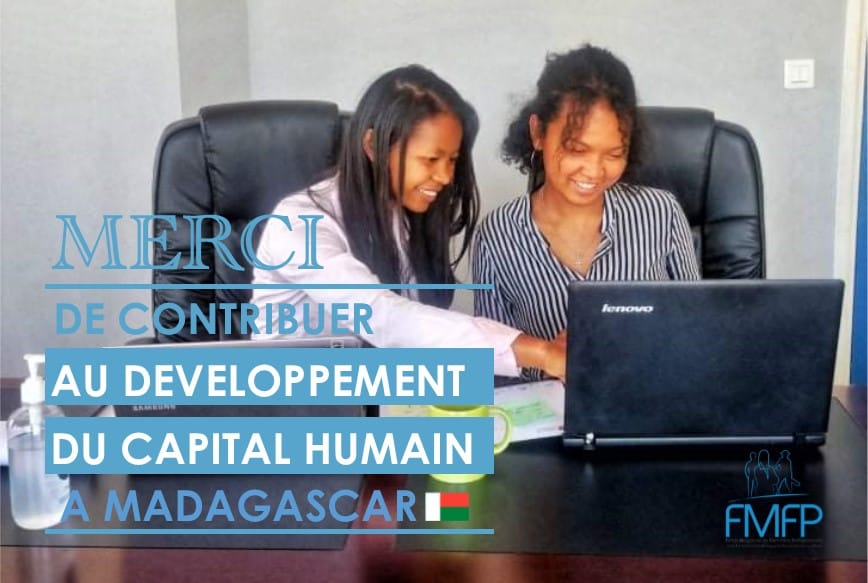 MERCI
DE CONTRIBUER
AU DEVELOPPEMENT
DU CAPITAL HUMAIN
A MADAGASCAR
lenovo
SAMSUNG
FMFP